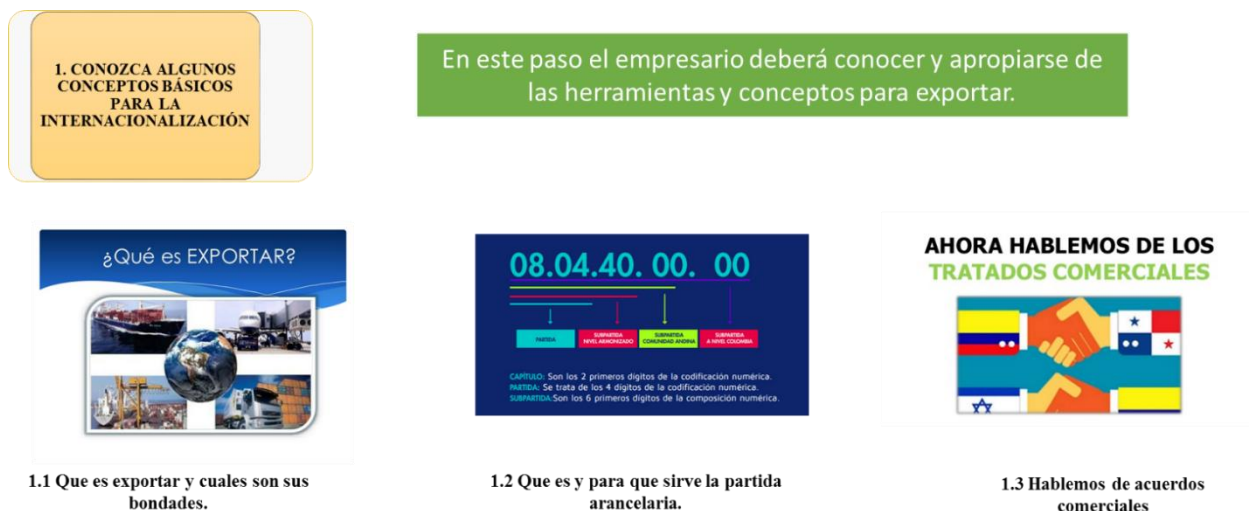 1. CONOZCA ALGUNOS
CONCEPTOS BÁSICOS
PARA LA
INTERNACIONALIZACIÓN
En este paso el empresario deberá conocer y apropiarse de
las herramientas y conceptos para exportar.
¿Qué es EXPORTAR?
08.04.40. 00. 00
PARTIDA
SUBPARTIDA
NIVEL ARMONIZADO
SUBPARTIDA
COMUNIDAD ANDINA
SUBPARTIDA
A NIVEL COLOMBIA
CAPÍTULO: Son los 2 primeros dígitos de la codificación numérica.
PARTIDA: Se trata de los 4 dígitos de la codificación numérica.
SUBPARTIDA:Son los 6 primeros dígitos de la composición numérica.
AHORA HABLEMOS DE LOS
TRATADOS COMERCIALES
1.1 Que es exportar y cuales son sus
bondades.
1.2 Que es y para que sirve la partida
arancelaria.
1.3 Hablemos de acuerdos
comerciales